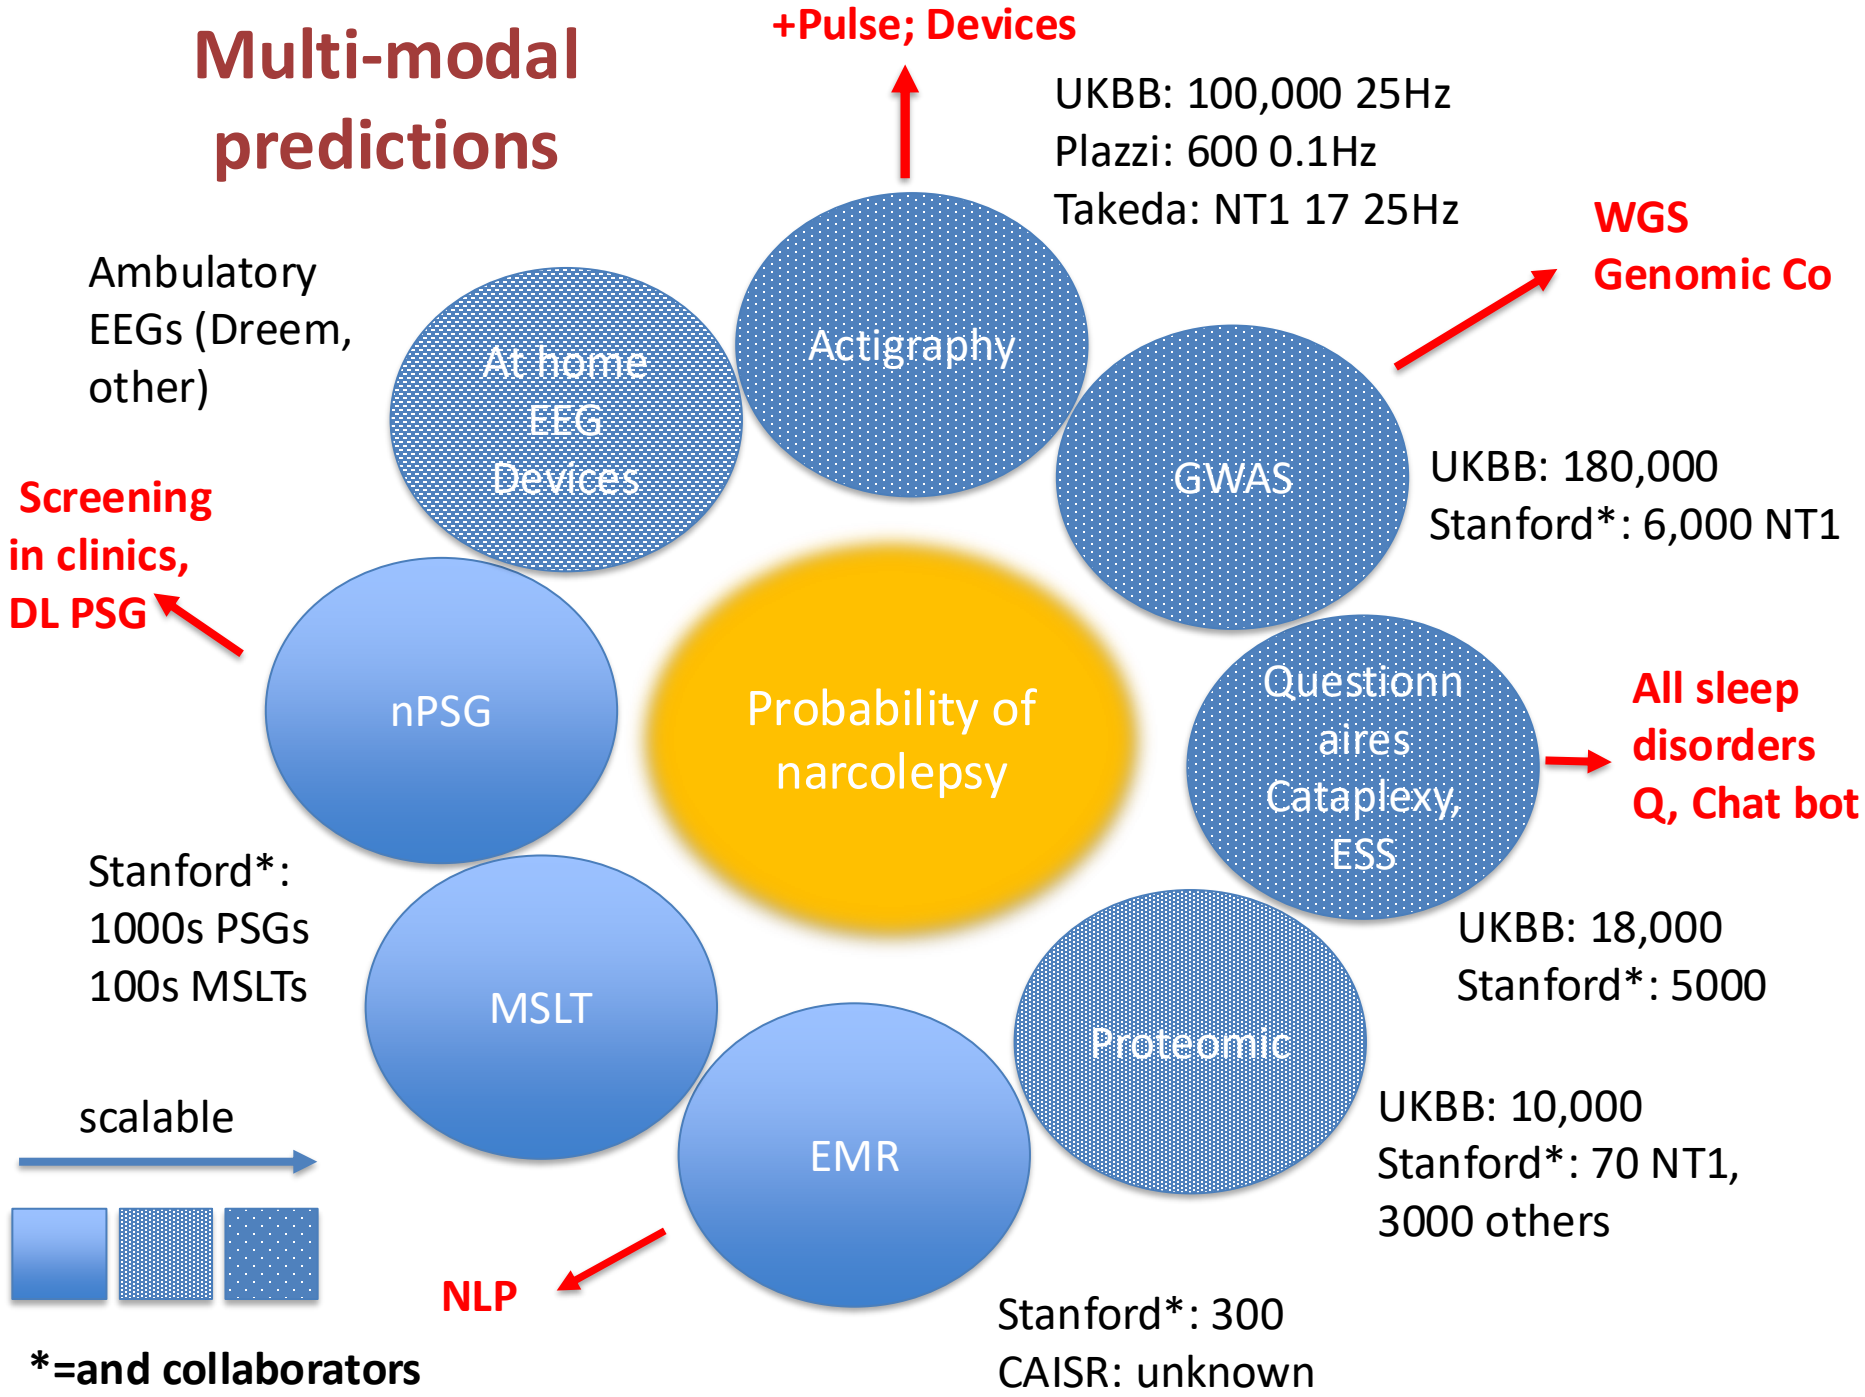 Multi-modal
predictions
+Pulse; Devices
UKBB: 100,000 25Hz
Plazzi: 600 0.1Hz
Takeda: NT1 17 25Hz
WGS
Genomic Co
Ambulatory
EEGs (Dreem,
other)
At home
EEG
Devices
Actigraphy
GWAS
UKBB: 180,000
Stanford*: 6,000 NT1
Screening
in clinics,
DL PSG
nPSG
Probability of
narcolepsy
Questionn
aires
Cataplexy,
ESS
All sleep
disorders
Q, Chat bot
Stanford*:
1000s PSGs
100s MSLTs
MSLT
UKBB: 18,000
Stanford*: 5000
Proteomic
EMR
UKBB: 10,000
Stanford*: 70 NT1,
3000 others
scalable
NLP
Stanford*: 300
CAISR: unknown
*=and collaborators